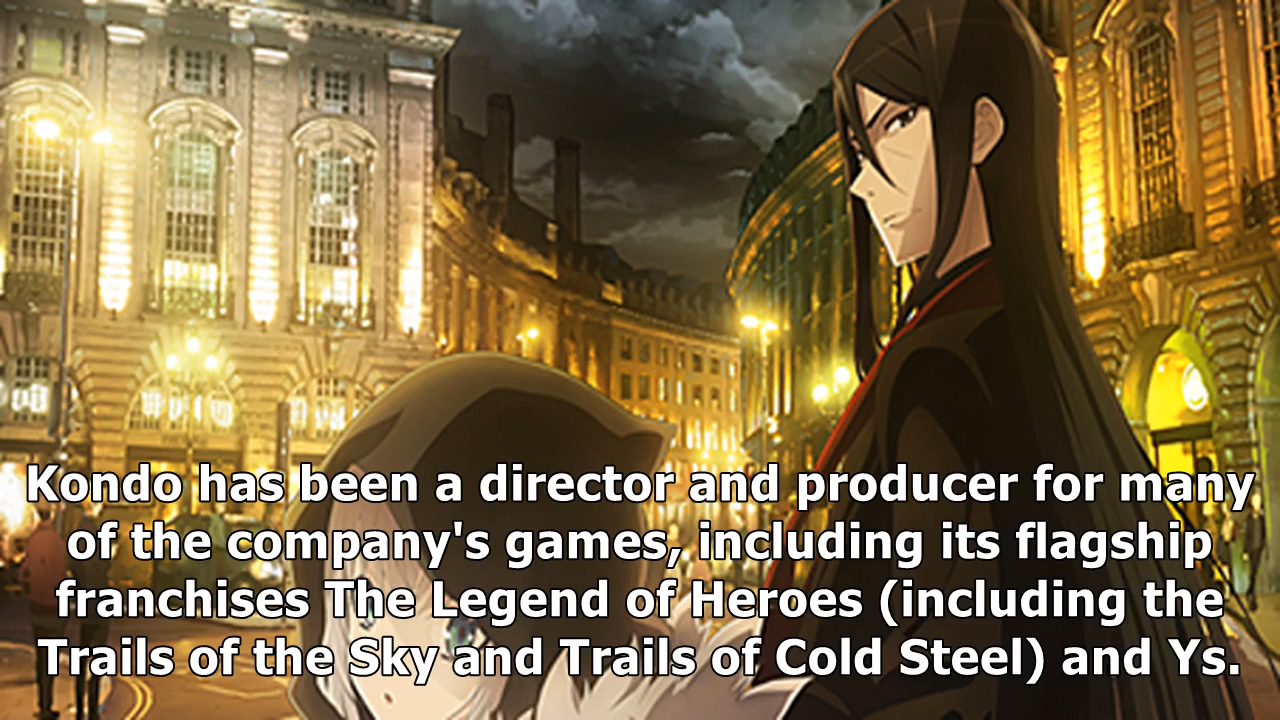 Kondo has been a director and producer for many
of the company's games, including its flagship
franchises The Legend of Heroes (including the
Trails of the Sky and Trails of Cold Steel) and Ys.